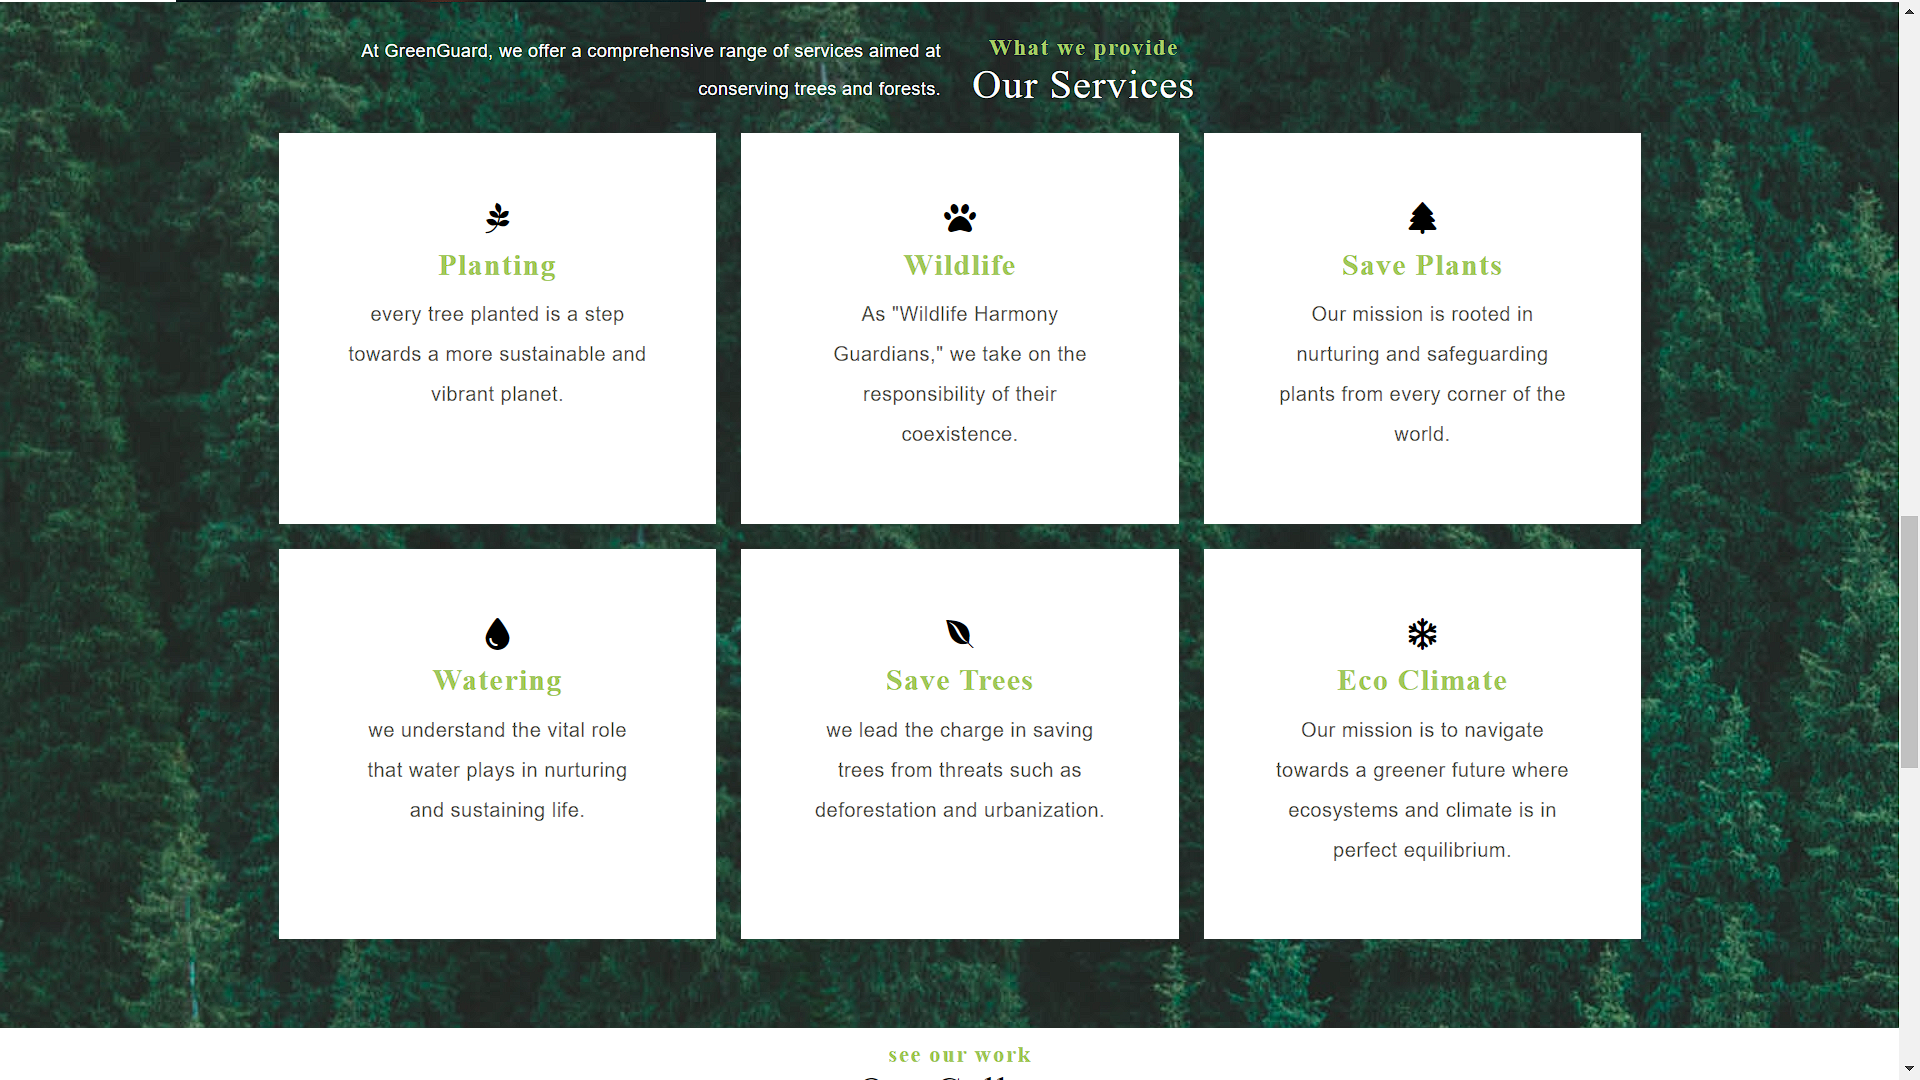 At GreenGuard, we offer a comprehensive range of services aimed at
conserving trees and forests.
What we provide
Our Services
Planting
every tree planted is a step
towards a more sustainable and
vibrant planet.
Wildlife
As "Wildlife Harmony
Guardians," we take on the
responsibility of their
coexistence.
Save Plants
Our mission is rooted in
nurturing and safeguarding
plants from every corner of the
world.
Watering
we understand the vital role
that water plays in nurturing
and sustaining life.
Save Trees
we lead the charge in saving
trees from threats such as
deforestation and urbanization.
Eco Climate
Our mission is to navigate
towards a greener future where
ecosystems and climate is in
perfect equilibrium.
see our work